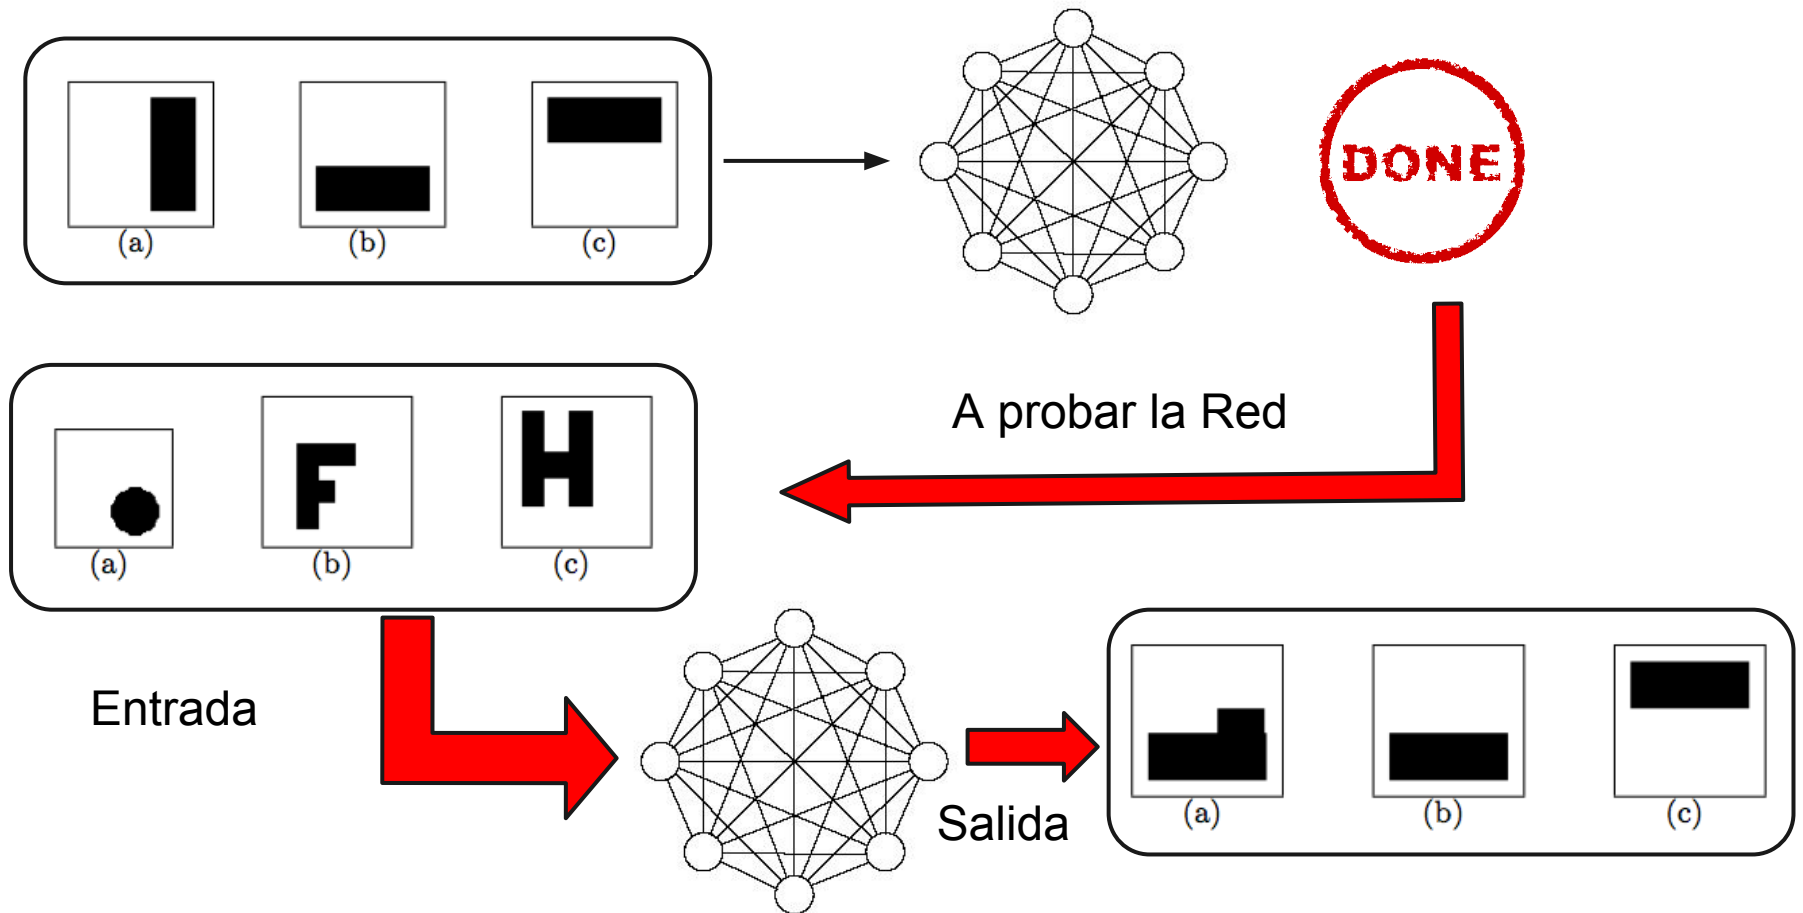 (a) (b) (c)
DONE
A probar la Red
(a) (b) (c)
Entrada
Salida
(a) (b) (c)